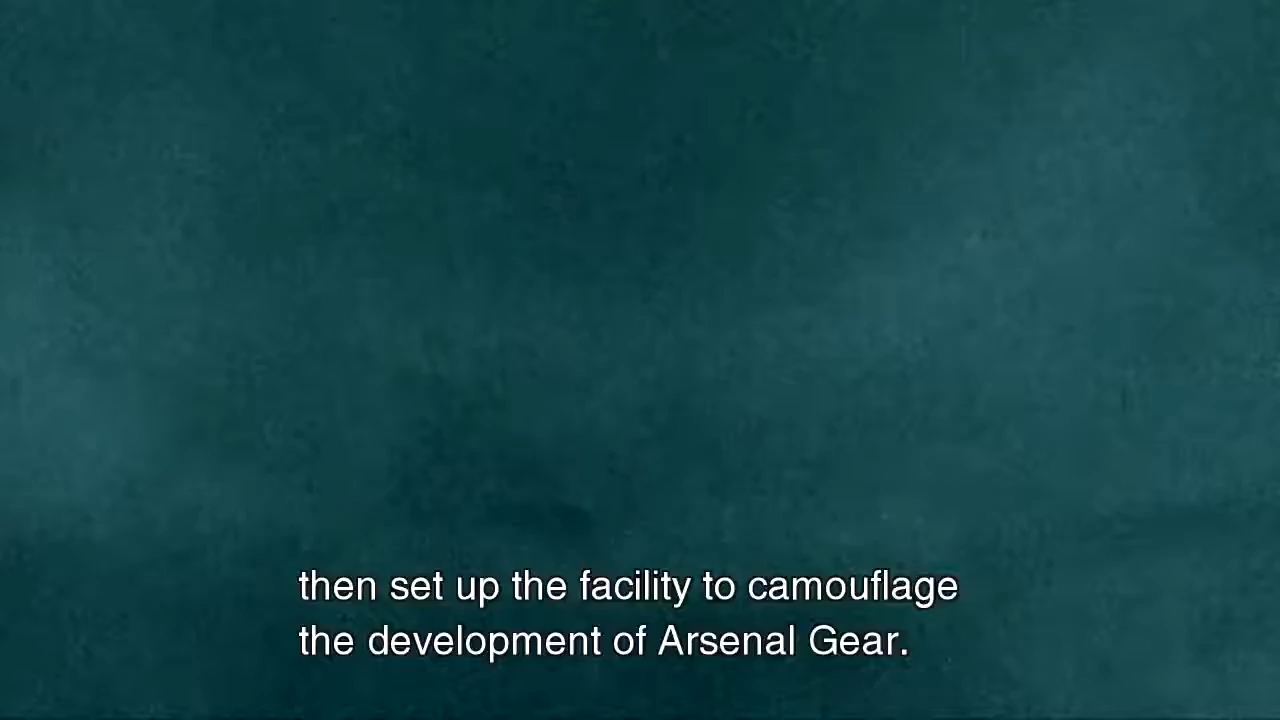 then set up the facility to camouflage
the development of Arsenal Gear.